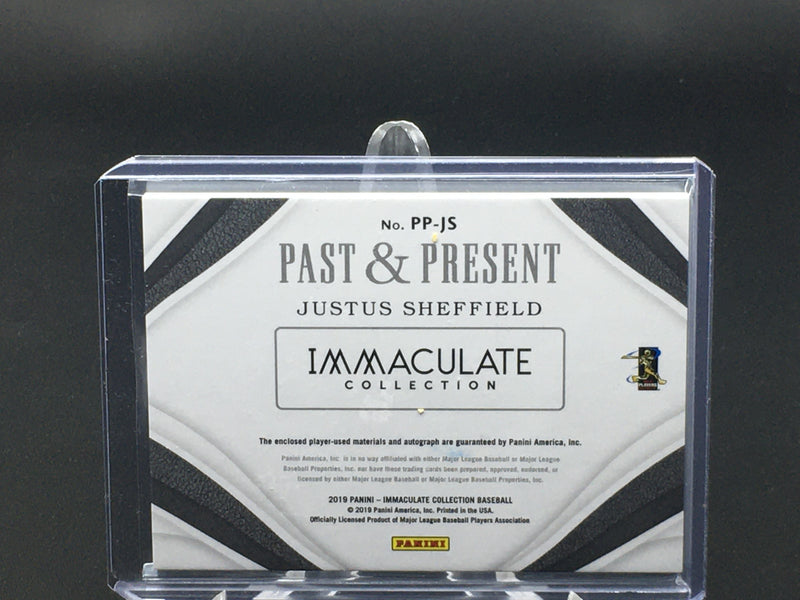 No. PP-JS
PAST & PRESENT
JUSTUS SHEFFIELD
IMMACULATE
COLLECTION
PLAYERS
The enclosed player-used materials and autograph are guaranteed by Panini America, Inc.
Panini America, Inc. is in no way affiliated with either Major League Baseball or Major League
Baseball Properties, Inc. nor have these trading cards been prepared, approved, endorsed, or
licensed by either Major League Baseball or Major League Baseball Properties, Inc.
2019 PANINI – IMMACULATE COLLECTION BASEBALL
© 2019 Panini America, Inc. Printed in the USA.
Officially Licensed Product of Major League Baseball Players Association
PANINI